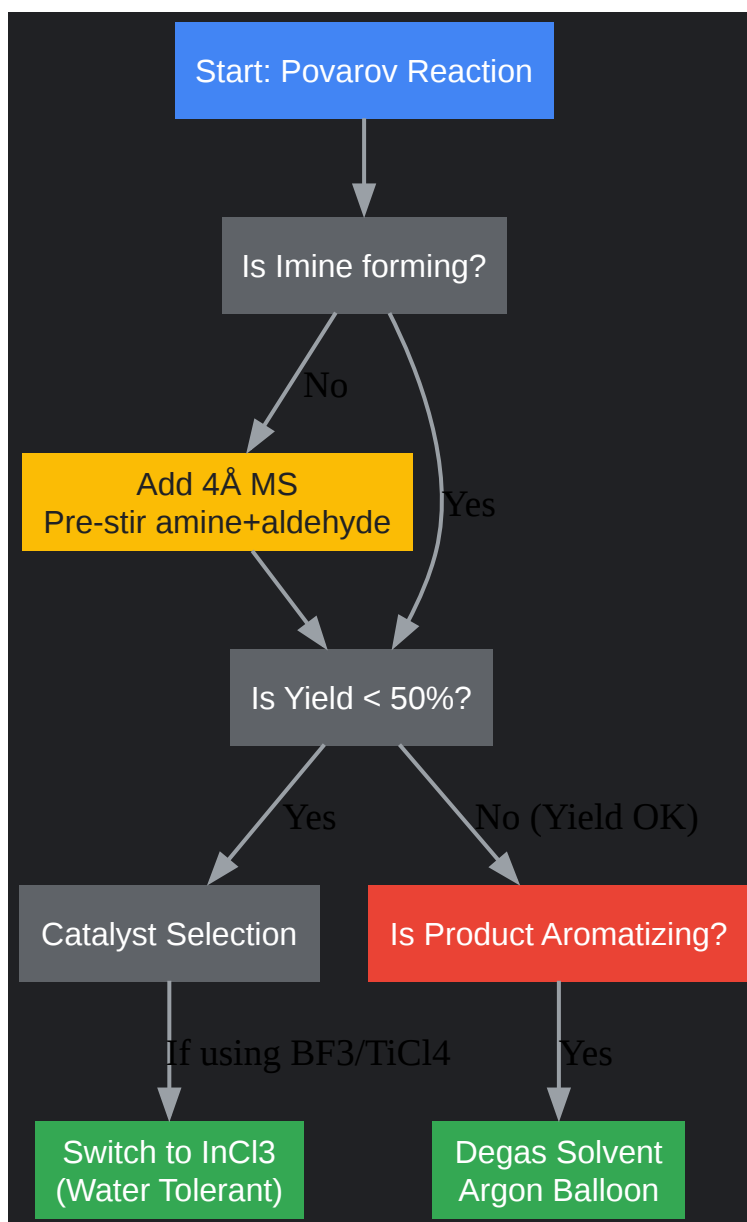 Start: Povarov Reaction
Is Imine forming?
No
Add 4Å MS
Pre-stir amine+aldehyde
Yes
Is Yield < 50%?
Yes
No (Yield OK)
Catalyst Selection
Is Product Aromatizing?
If using BF3/TiCl4
Yes
Switch to InCl3
(Water Tolerant)
Degas Solvent
Argon Balloon